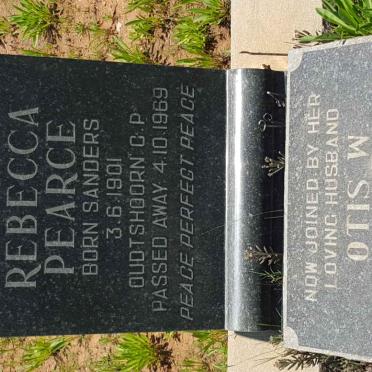 REBECCA
PEARCE
BORN SANDERS
3.6.1901
OUDTSHOORN C.P.
PASSED AWAY 4.10.1969
PEACE PERFECT PEACE
NOW JOINED BY HER
LOVING HUSBAND
OTIS M